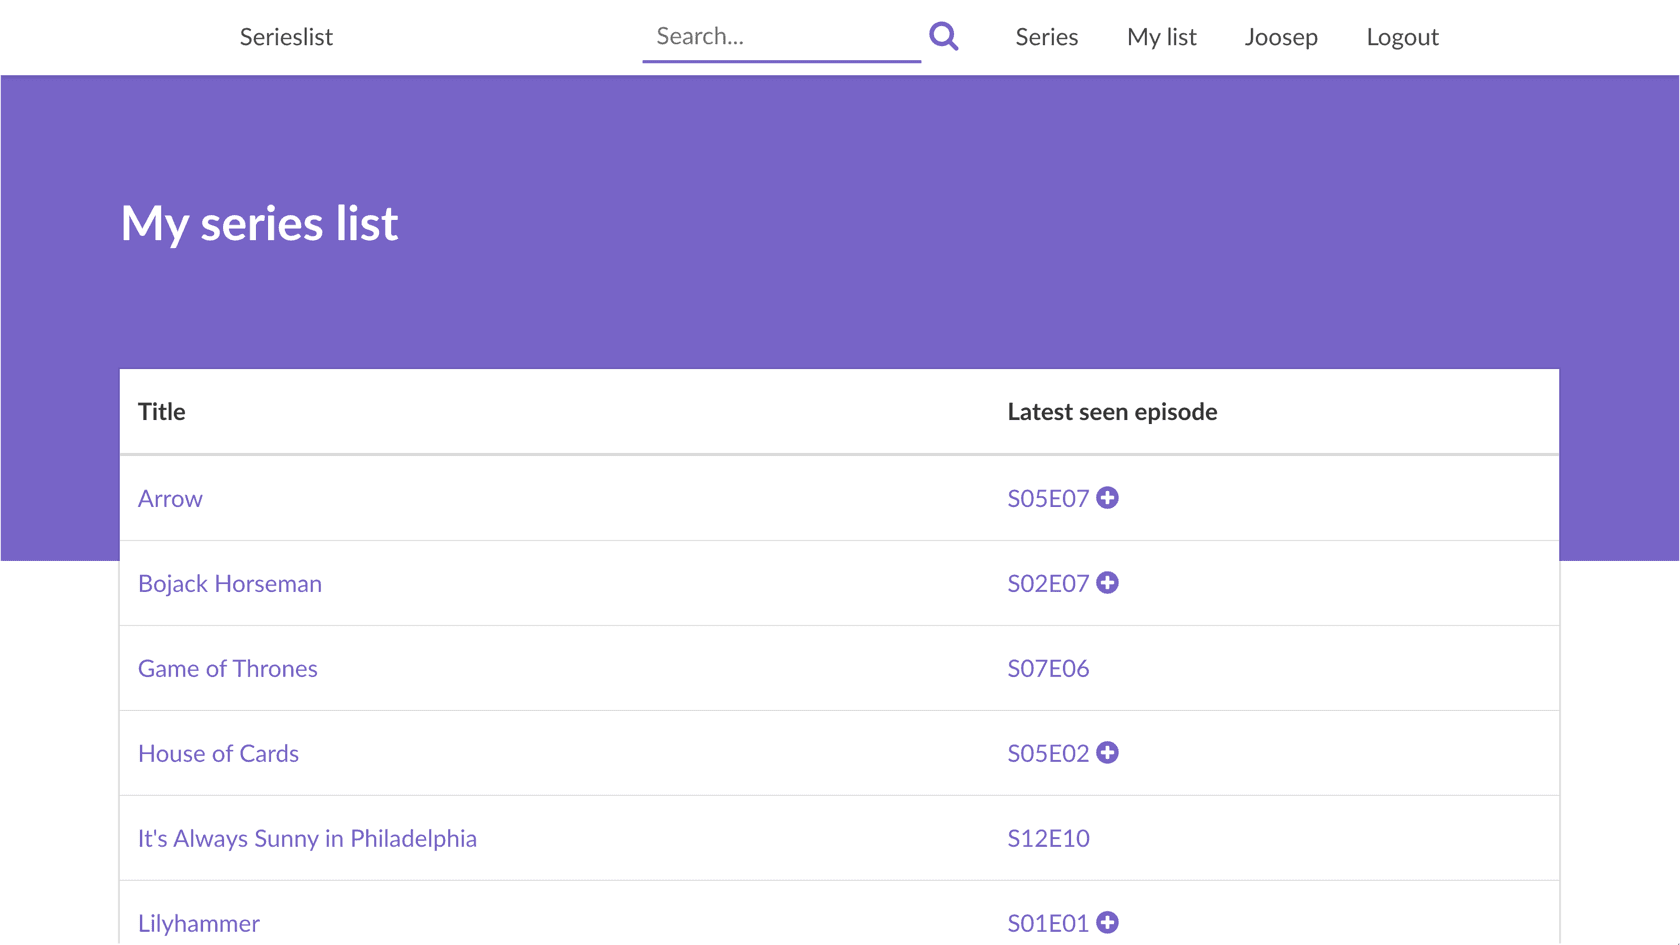 Serieslist Search... Series My list Joosep Logout
My series list
Title Latest seen episode
Arrow S05E07
Bojack Horseman S02E07
Game of Thrones S07E06
House of Cards S05E02
It's Always Sunny in Philadelphia S12E10
Lilyhammer S01E01